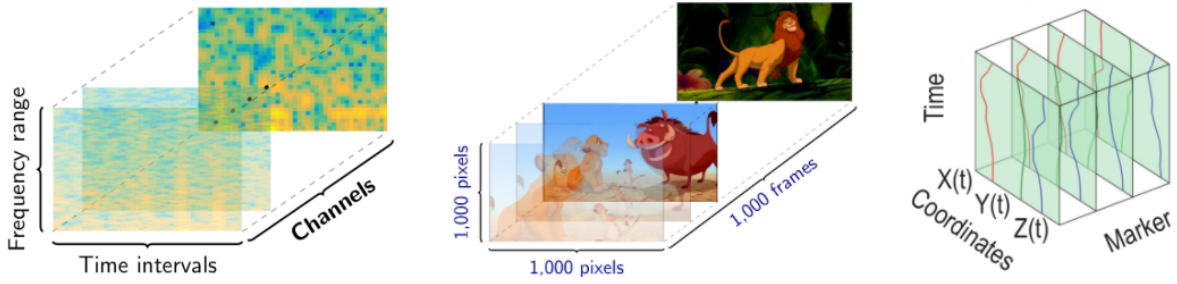 Frequency range
Time intervals
Channels
1,000 pixels
1,000 pixels
1,000 frames
Time
X(t)
Y(t)
Z(t)
Coordinates
Marker